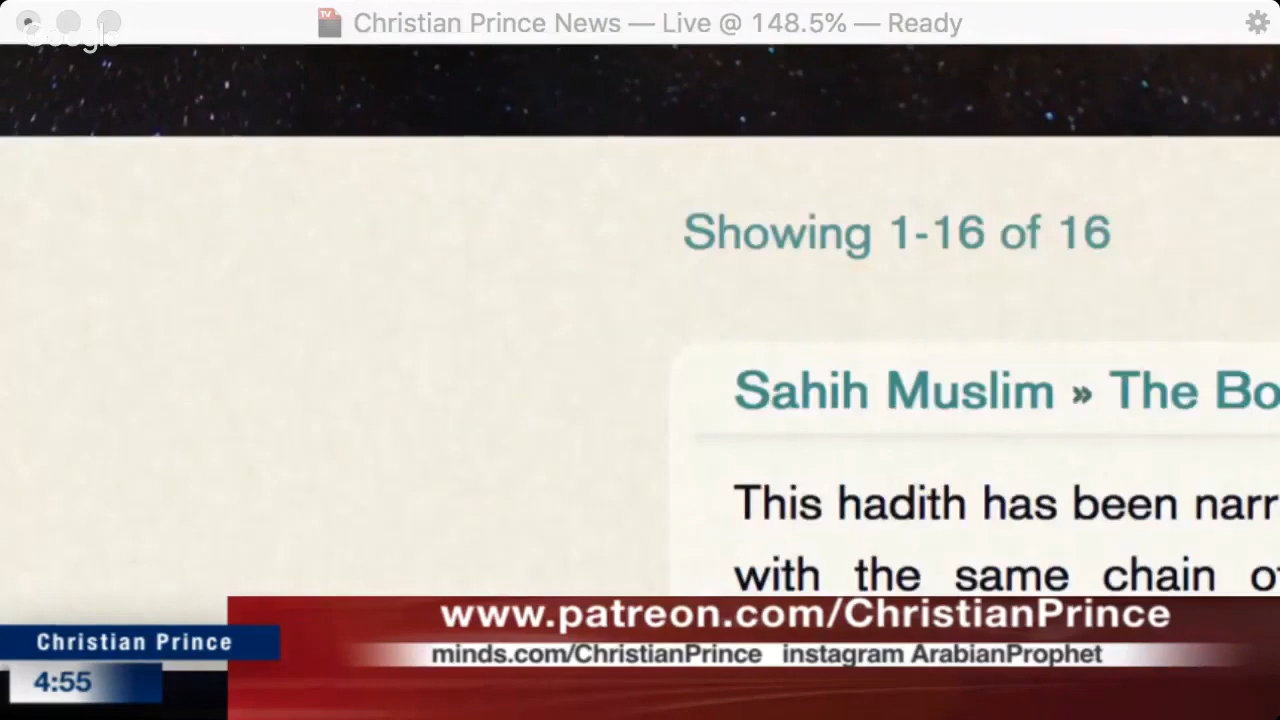 Christian Prince News — Live @ 148.5% — Ready
Google
Showing 1-16 of 16
Sahih Muslim » The Bo
This hadith has been narr
with the same chain of
www.patreon.com/ChristianPrince
Christian Prince
minds.com/ChristianPrince instagram ArabianProphet
4:55